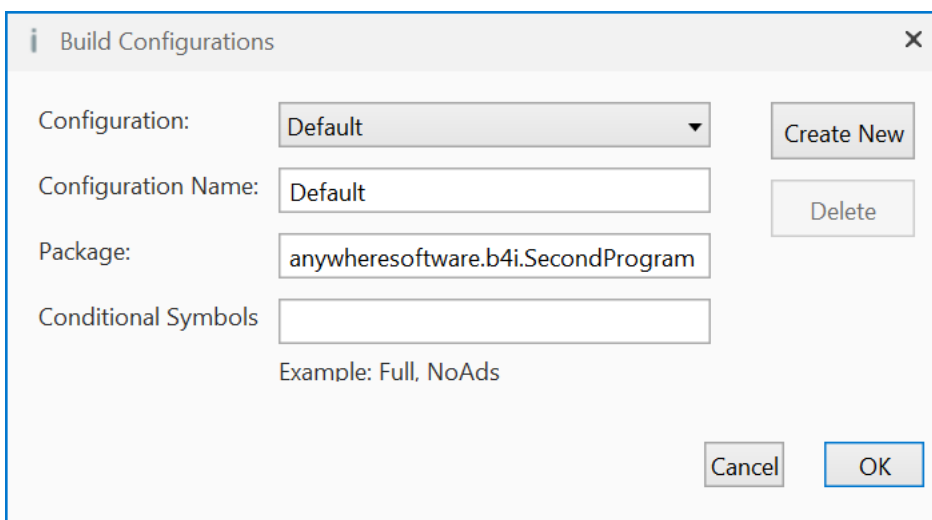 Build Configurations
Configuration:
Default
Create New
Configuration Name:
Default
Delete
Package:
anywheresoftware.b4i.SecondProgram
Conditional Symbols
Example: Full, NoAds
Cancel
OK